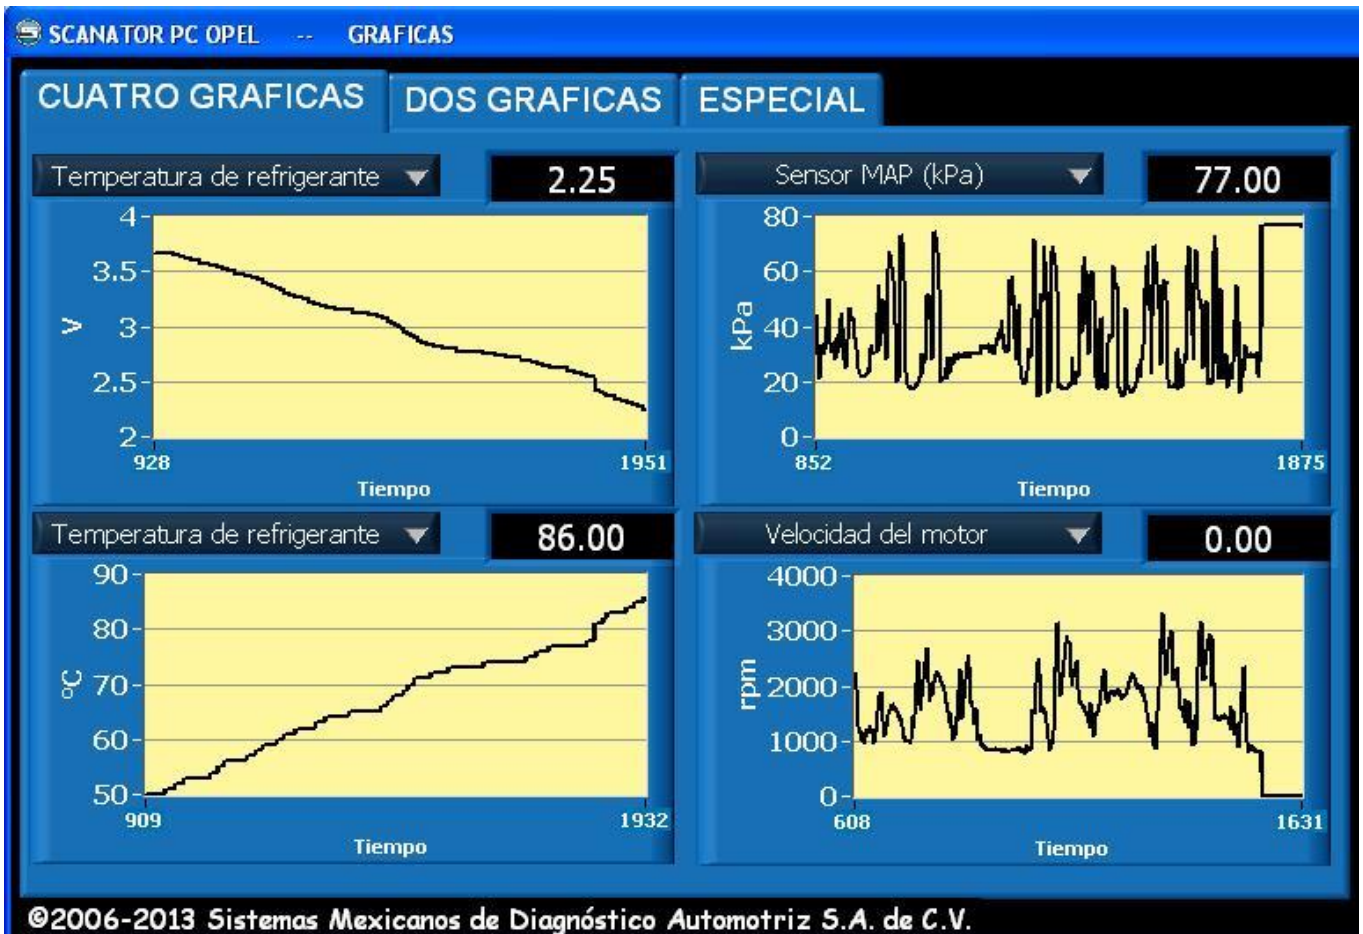 SCANATOR PC OPEL -- GRAFICAS
CUATRO GRAFICAS DOS GRAFICAS ESPECIAL
Temperatura de refrigerante 2.25
4
3.5
3
2.5
2
V
928 1951
Tiempo
Sensor MAP (kPa) 77.00
80
60
40
20
0
kPa
852 1875
Tiempo
Temperatura de refrigerante 86.00
90
80
70
60
50
ºC
909 1932
Tiempo
Velocidad del motor 0.00
4000
3000
2000
1000
0
rpm
608 1631
Tiempo
©2006-2013 Sistemas Mexicanos de Diagnóstico Automotriz S.A. de C.V.